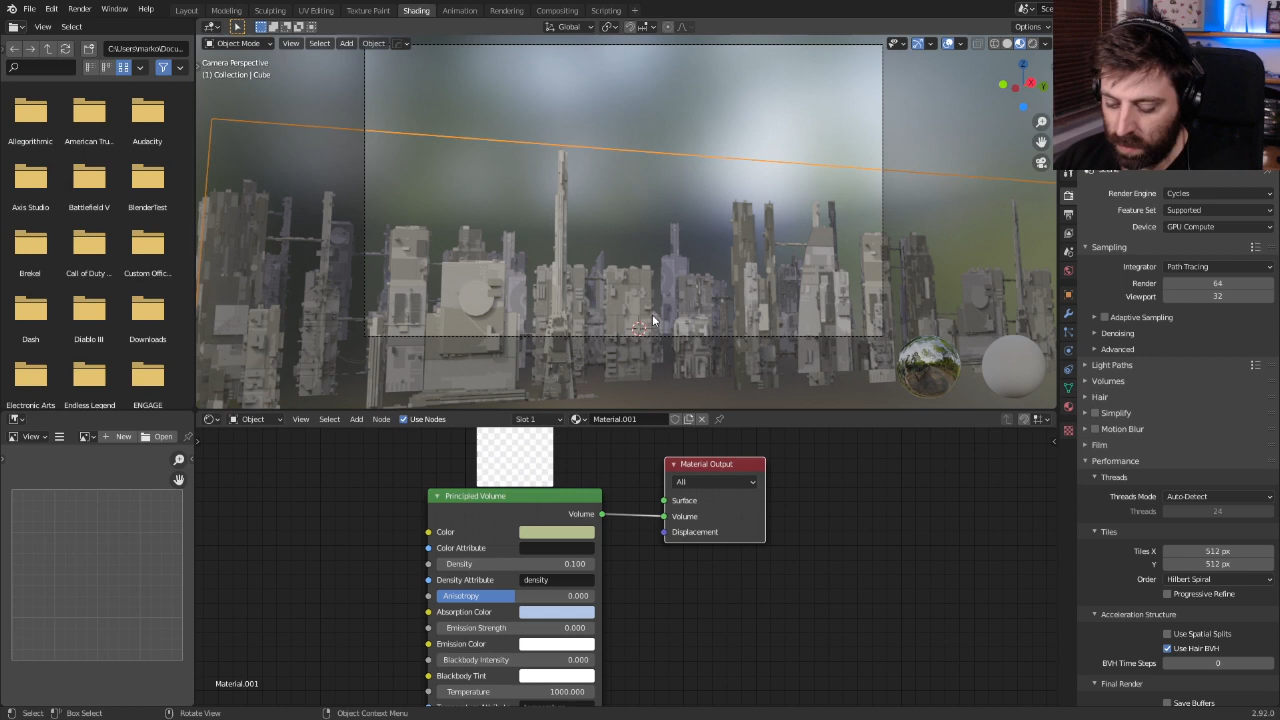 File Edit Render Window Help
Layout Modeling Sculpting UV Editing Texture Paint Shading Animation Rendering Compositing Scripting +
Sce
View Select
Global
Options
C:\Users\marko\Docu...
Object Mode View Select Add Object
Camera Perspective
(1) Collection | Cube
Z
X
Y
Allegorithmic American Tru... Audacity
Axis Studio Battlefield V BlenderTest
Brekel Call of Duty ... Custom Offic...
Dash Diablo III Downloads
Electronic Arts Endless Legend ENGAGE
Render Engine Cycles
Feature Set Supported
Device GPU Compute
Sampling
Integrator Path Tracing
Render 64
Viewport 32
Adaptive Sampling
Denoising
Advanced
Light Paths
Volumes
Hair
Simplify
Motion Blur
Film
Performance
Threads
Threads Mode Auto-Detect
Threads 24
Tiles
Tiles X 512 px
Y 512 px
Order Hilbert Spiral
Progressive Refine
Acceleration Structure
Use Spatial Splits
Use Hair BVH
BVH Time Steps 0
Final Render
Save Buffers
View + New Open
Object View Select Add Node Use Nodes Slot 1 Material.001
Principled Volume
Volume
Color
Color Attribute
Density 0.100
Density Attribute density
Anisotropy 0.000
Absorption Color
Emission Strength 0.000
Emission Color
Blackbody Intensity 0.000
Blackbody Tint
Temperature 1000.000
Material Output
All
Surface
Volume
Displacement
Material.001
Select Box Select Rotate View Object Context Menu 2.92.0